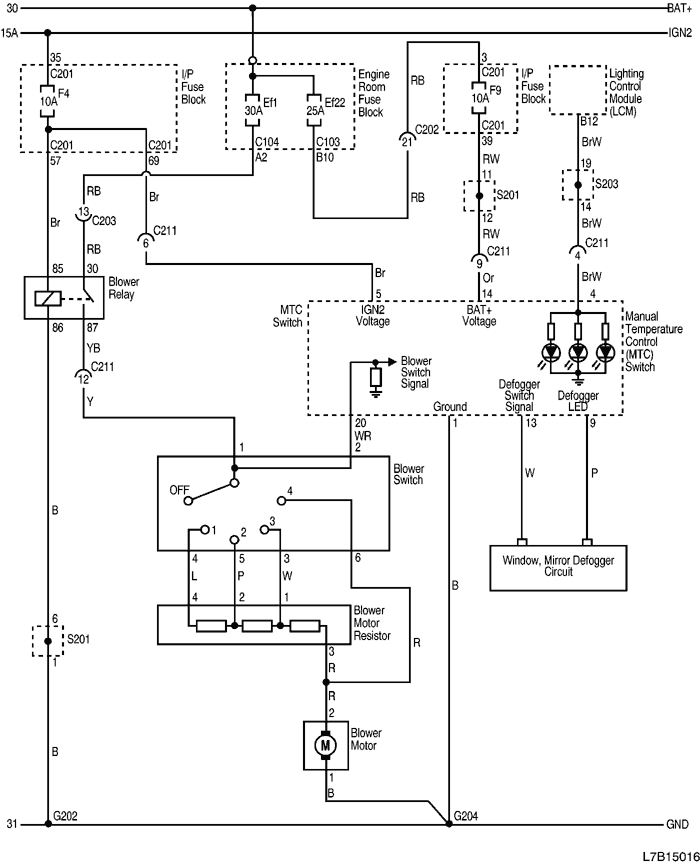 30 BAT+
15A IGN2
35 3
C201 I/P Fuse Block
F4 10A
Ef1 30A
Ef22 25A
Engine Room Fuse Block
RB
C201
F9 10A
I/P Fuse Block
Lighting Control Module (LCM)
C202
21
B12
C201 C201 C104 C103 C201
57 69 A2 B10 39
BrW
RW
19
11
RB Br RB
S201 S203
13 C203
12 14
Br
RW BrW
RB
C211
6
C211
9
C211
4
Br Or BrW
85 30
5 14 4
Blower Relay
MTC Switch
IGN2 Voltage
BAT+ Voltage
Manual Temperature Control (MTC) Switch
86 87
YB
C211
12
Blower Switch Signal
Y
Defogger Switch Signal
Defogger LED
Ground
20 1 13 9
WR
1 2
Blower Switch
W P
OFF
4
1 2 3
B
4 5 3 6
L P W
Window, Mirror Defogger Circuit
B
4 2 1
Blower Motor Resistor
6
S201
1
R
3
R
R
2
M
Blower Motor
B
1
B
31 G202 G204 GND
L7B15016